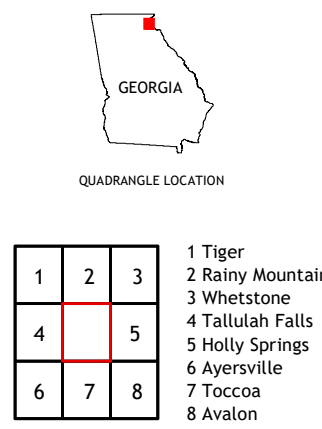 GEORGIA
QUADRANGLE LOCATION
1 2 3
4 5
6 7 8
1 Tiger
2 Rainy Mountain
3 Whetstone
4 Tallulah Falls
5 Holly Springs
6 Ayersville
7 Toccoa
8 Avalon